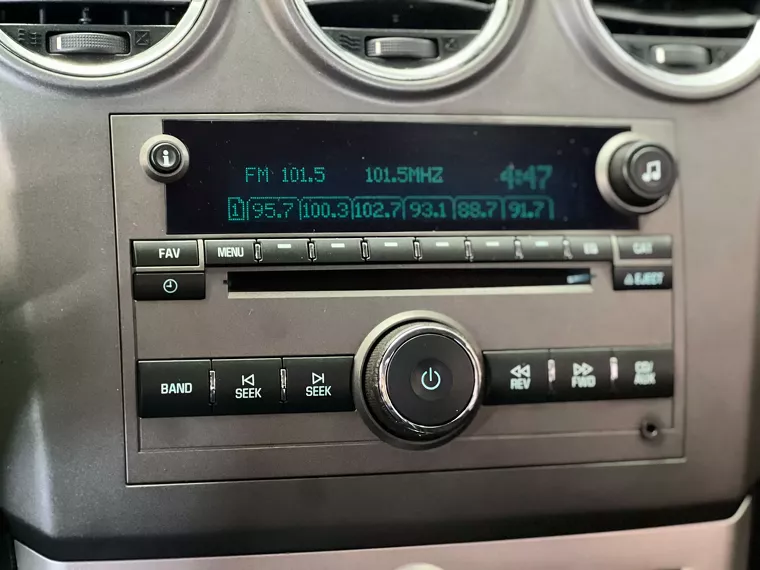 i
FM 101.5 101.5MHZ 4:47
1 95.7 100.3 102.7 93.1 88.7 91.7
FAV MENU CAT
EJECT
BAND SEEK SEEK REV FWD CD/AUX